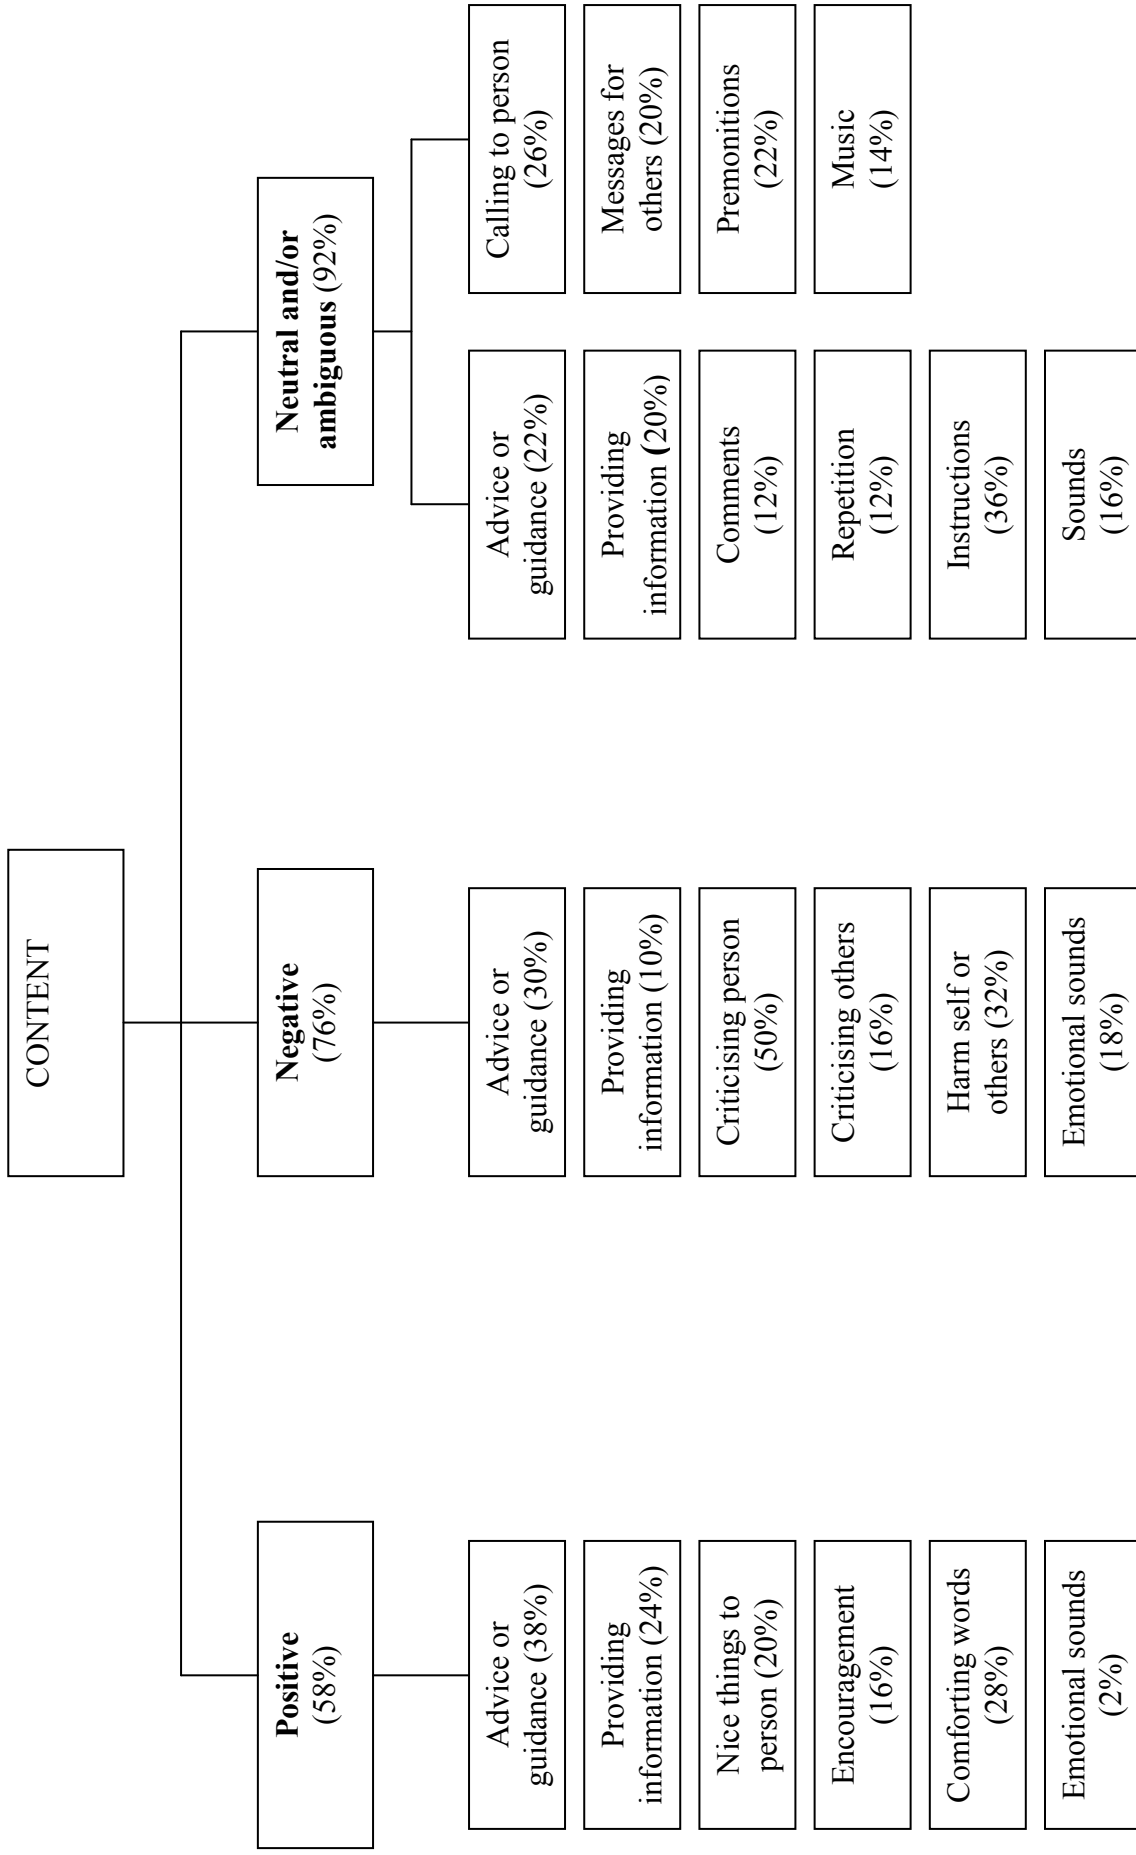 CONTENT
Positive
(58%)
Advice or
guidance (38%)
Providing
information (24%)
Nice things to
person (20%)
Encouragement
(16%)
Comforting words
(28%)
Emotional sounds
(2%)
Negative
(76%)
Advice or
guidance (30%)
Providing
information (10%)
Criticising person
(50%)
Criticising others
(16%)
Harm self or
others (32%)
Emotional sounds
(18%)
Neutral and/or
ambiguous (92%)
Advice or
guidance (22%)
Providing
information (20%)
Comments
(12%)
Repetition
(12%)
Instructions
(36%)
Sounds
(16%)
Calling to person
(26%)
Messages for
others (20%)
Premonitions
(22%)
Music
(14%)